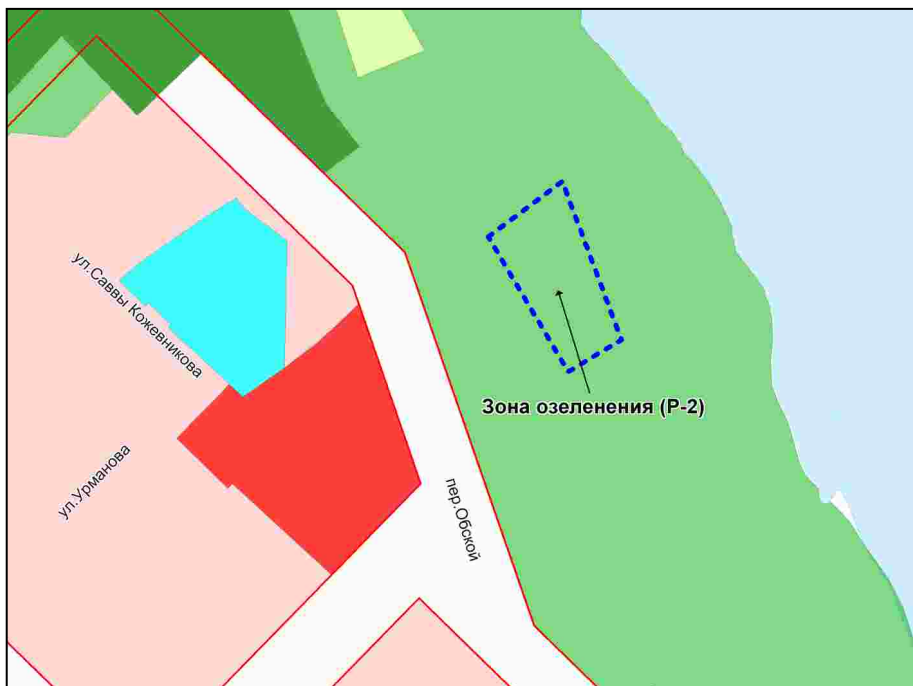 ул.Саввы Кожевникова
Зона озеленения (Р-2)
ул.Урманова
пер.Обской